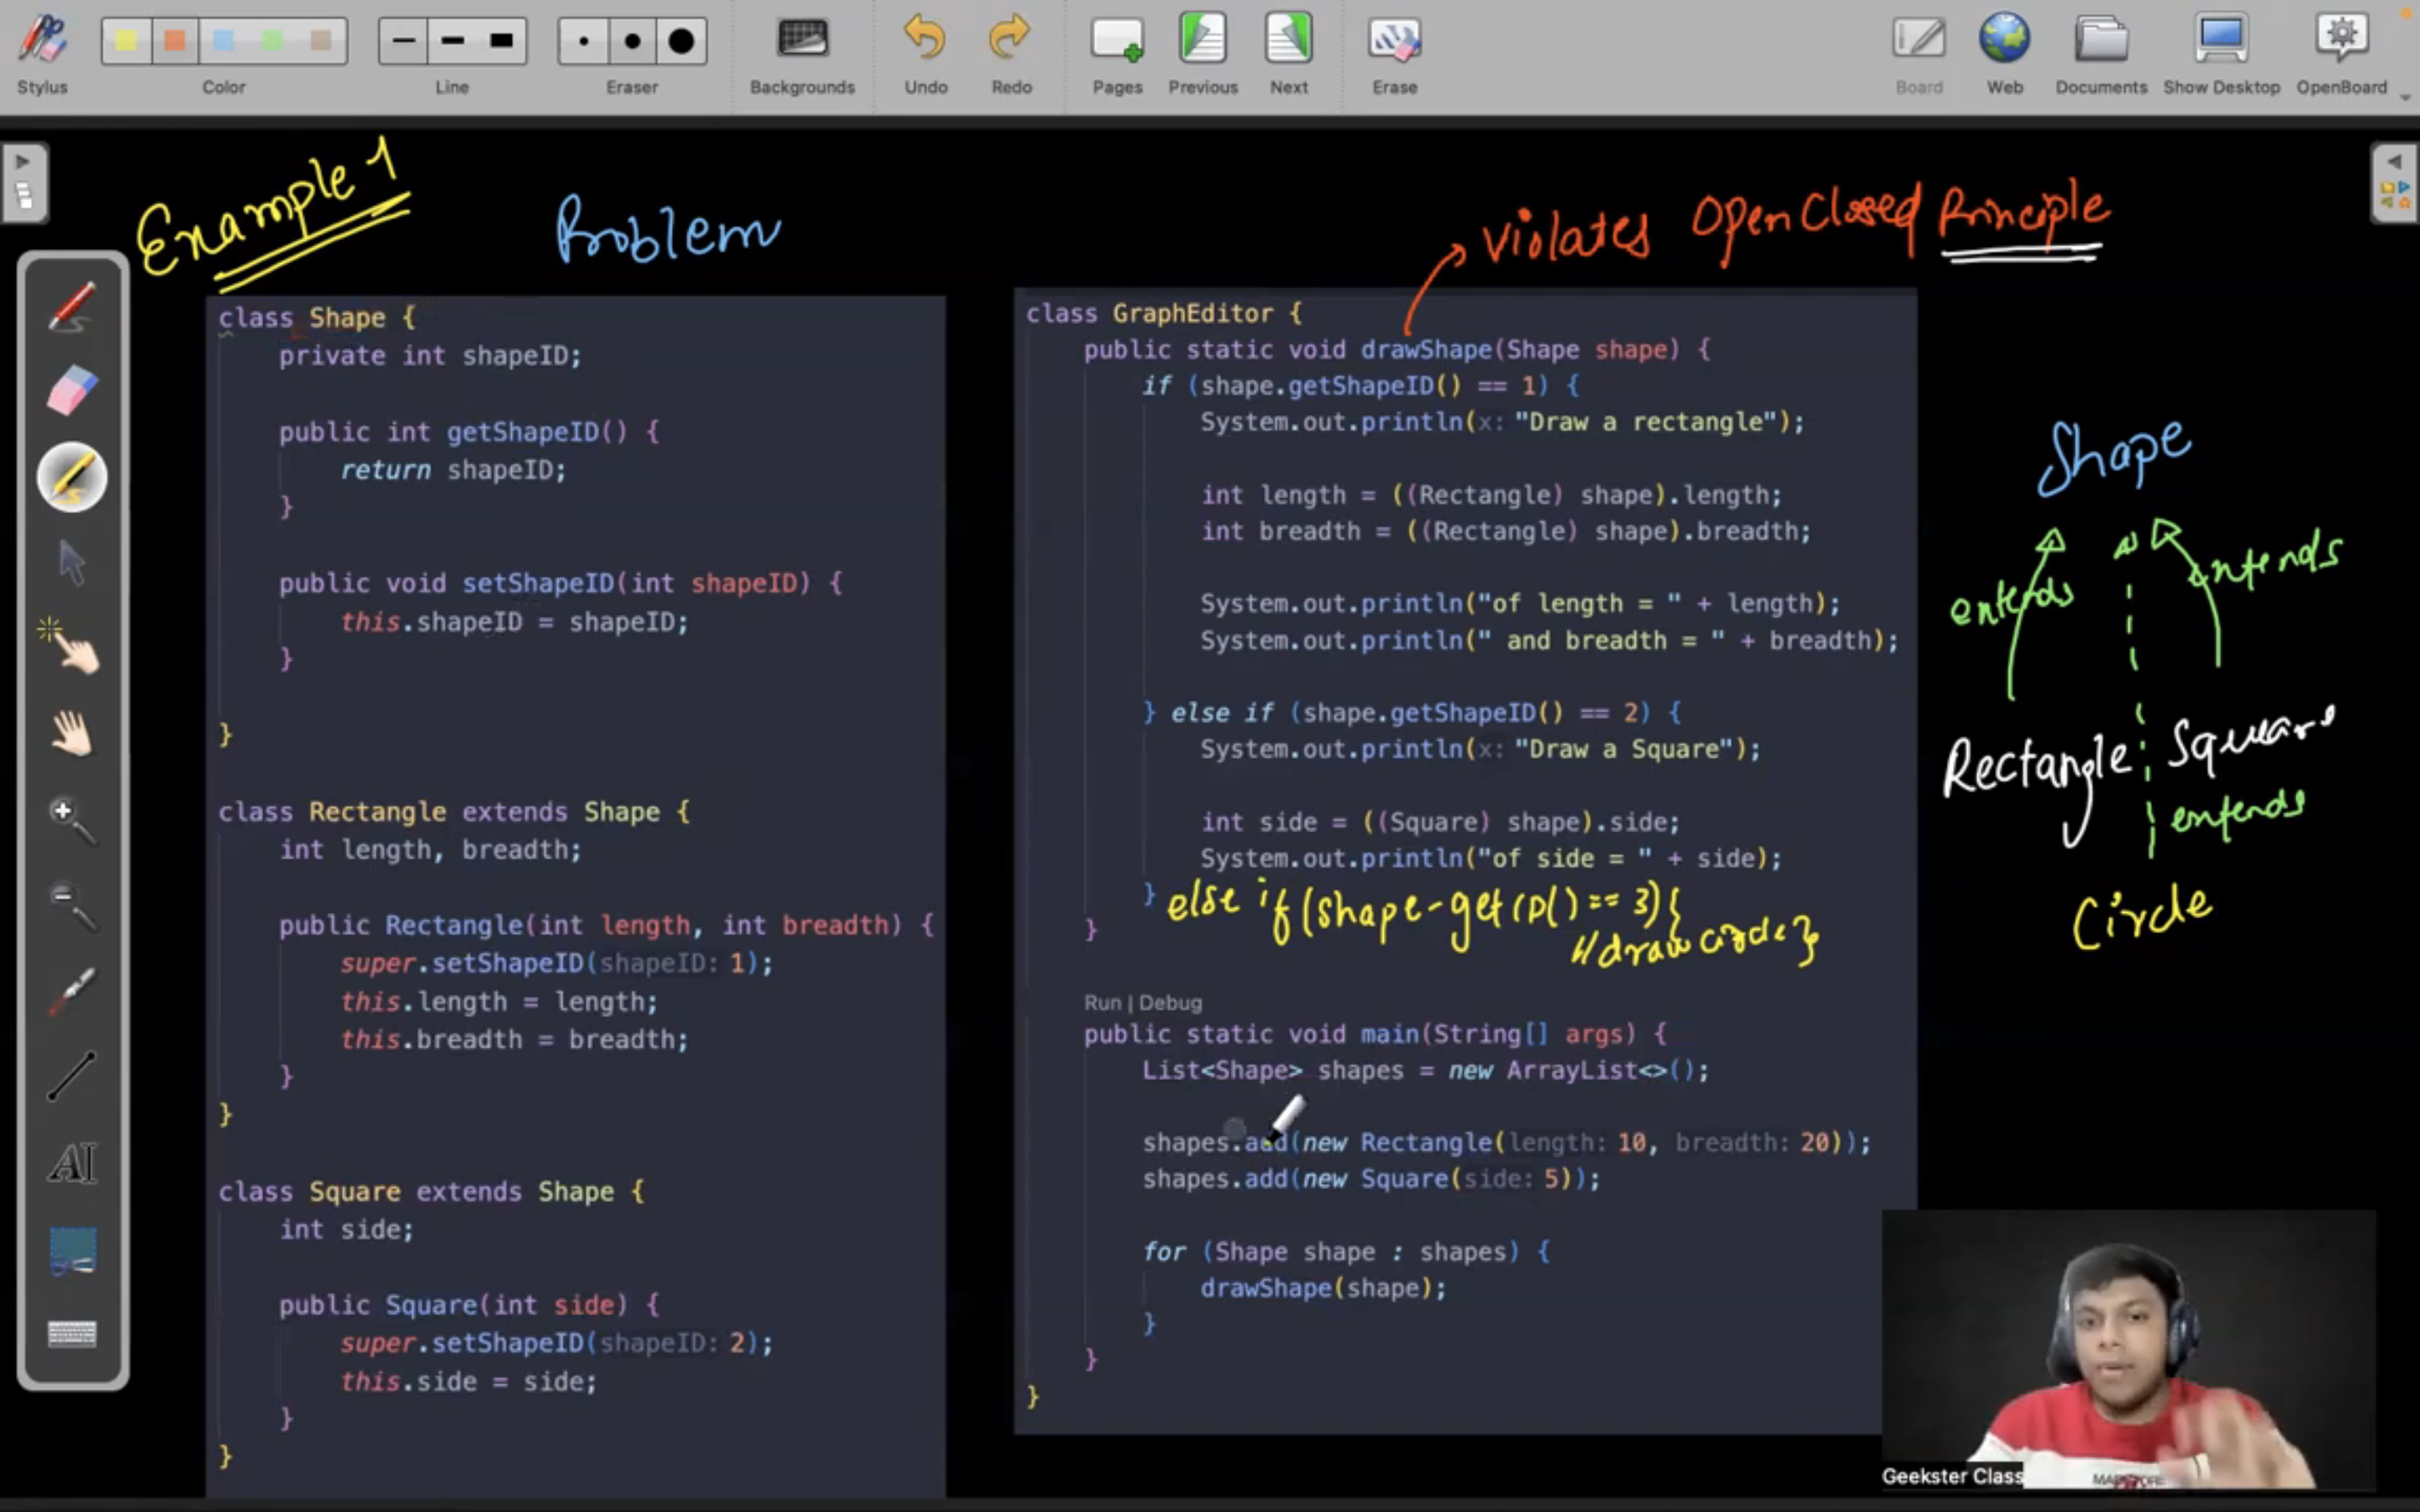 Stylus
Color
Line
Eraser
Backgrounds
Undo
Redo
Pages
Previous
Next
Erase
Board
Web
Documents
Show Desktop
OpenBoard
Example 1
Problem
Violates Open Closed Principle
class Shape {
private int shapeID;
public int getShapeID() {
return shapeID;
}
public void setShapeID(int shapeID) {
this.shapeID = shapeID;
}
}
class Rectangle extends Shape {
int length, breadth;
public Rectangle(int length, int breadth) {
super.setShapeID(shapeID: 1);
this.length = length;
this.breadth = breadth;
}
}
class Square extends Shape {
int side;
public Square(int side) {
super.setShapeID(shapeID: 2);
this.side = side;
}
}
class GraphEditor {
public static void drawShape(Shape shape) {
if (shape.getShapeID() == 1) {
System.out.println(x: "Draw a rectangle");
int length = ((Rectangle) shape).length;
int breadth = ((Rectangle) shape).breadth;
System.out.println("of length = " + length);
System.out.println(" and breadth = " + breadth);
} else if (shape.getShapeID() == 2) {
System.out.println(x: "Draw a Square");
int side = ((Square) shape).side;
System.out.println("of side = " + side);
} else if (shape-getID() == 3){
//draw circle }
}
Run | Debug
public static void main(String[] args) {
List<Shape> shapes = new ArrayList<>();
shapes.add(new Rectangle(length: 10, breadth: 20));
shapes.add(new Square(side: 5));
for (Shape shape : shapes) {
drawShape(shape);
}
}
}
Shape
extends
extends
Rectangle
Square
extends
Circle
AI
Geekster Class